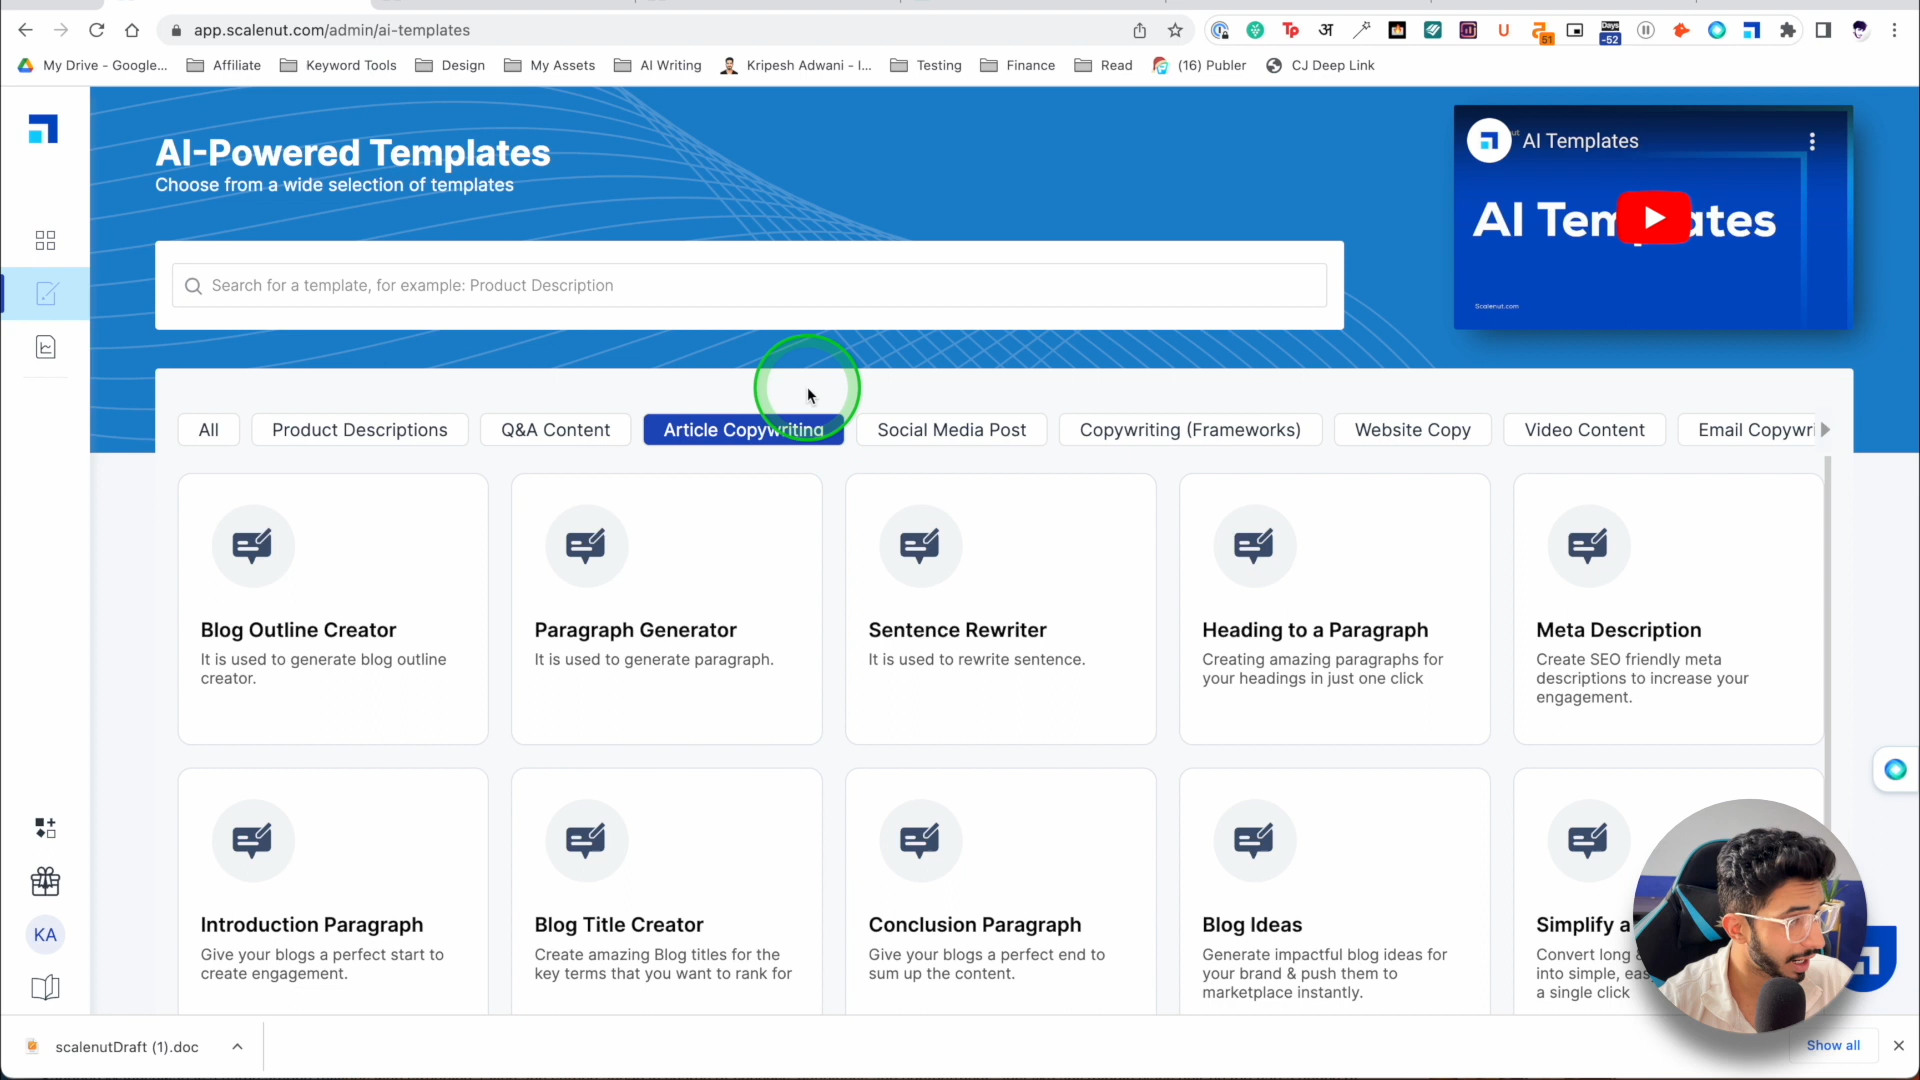 app.scalenut.com/admin/ai-templates
51
Days
-52
My Drive - Google...
Affiliate
Keyword Tools
Design
My Assets
AI Writing
Kripesh Adwani - I...
Testing
Finance
Read
(16) Publer
CJ Deep Link
AI-Powered Templates
Choose from a wide selection of templates
Search for a template, for example: Product Description
AI Templates
Scalenut.com
All
Product Descriptions
Q&A Content
Article Copywriting
Social Media Post
Copywriting (Frameworks)
Website Copy
Video Content
Email Copywri
Blog Outline Creator
It is used to generate blog outline
creator.
Paragraph Generator
It is used to generate paragraph.
Sentence Rewriter
It is used to rewrite sentence.
Heading to a Paragraph
Creating amazing paragraphs for
your headings in just one click
Meta Description
Create SEO friendly meta
descriptions to increase your
engagement.
Introduction Paragraph
Give your blogs a perfect start to
create engagement.
Blog Title Creator
Create amazing Blog titles for the
key terms that you want to rank for
Conclusion Paragraph
Give your blogs a perfect end to
sum up the content.
Blog Ideas
Generate impactful blog ideas for
your brand & push them to
marketplace instantly.
Simplify a
Convert long
into simple, eas
a single click
KA
scalenutDraft (1).doc
Show all